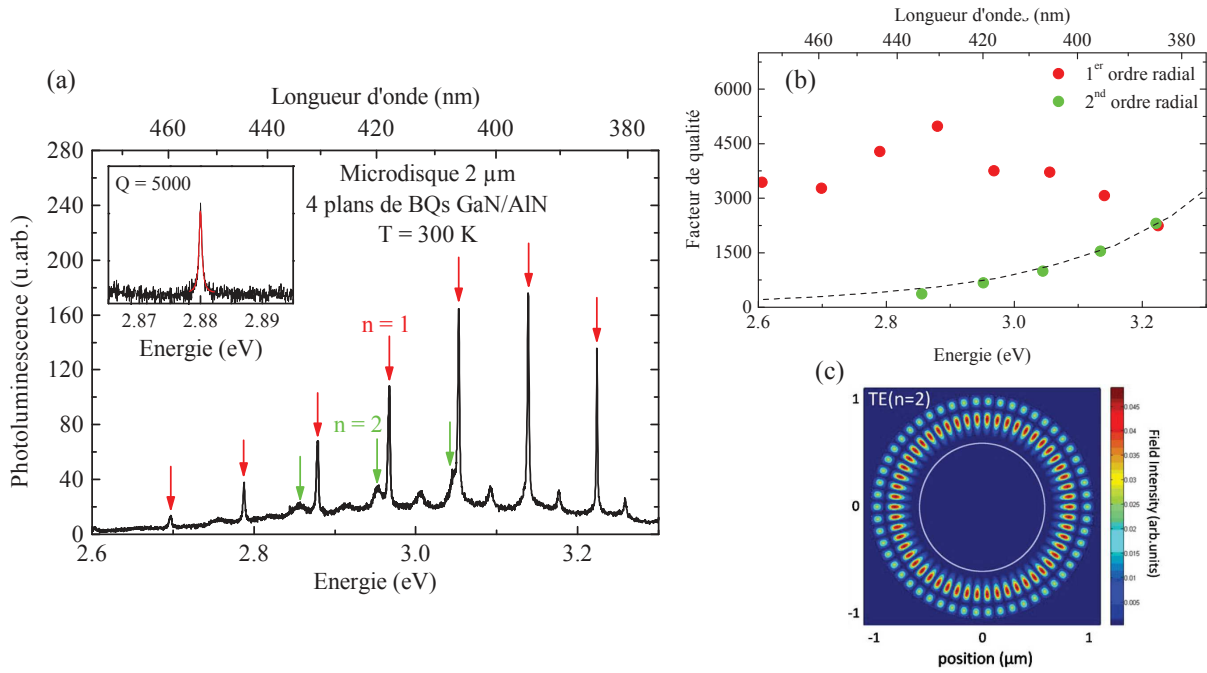 (a)
Longueur d'onde (nm)
460 440 420 400 380
280
240
200
160
120
80
40
0
Photoluminescence (u.arb.)
Q = 5000
2.87 2.88 2.89
Energie (eV)
Microdisque 2 µm
4 plans de BQs GaN/AlN
T = 300 K
n = 1
n = 2
2.6 2.8 3.0 3.2
Energie (eV)
Longueur d'onde (nm)
460 440 420 400 380
(b)
1er ordre radial
2nd ordre radial
6000
4500
3000
1500
0
Facteur de qualité
2.6 2.8 3.0 3.2
Energie (eV)
(c)
TE(n=2)
1
0
-1
-1 0 1
position (µm)
0.045
0.04
0.035
0.03
0.025
0.02
0.015
0.01
0.005
Field Intensity (arb.units)